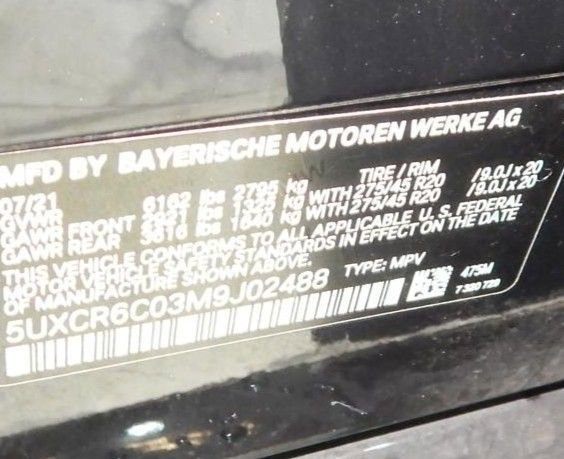 MFD BY BAYERISCHE MOTOREN WERKE AG
07/21 TIRE / RIM
GVWR 6162 lbs 2795 kg
GAWR FRONT 2921 lbs 1325 kg WITH 275/45 R20 /9.0J x 20
GAWR REAR 3616 lbs 1640 kg WITH 275/45 R20 /9.0J x 20
THIS VEHICLE CONFORMS TO ALL APPLICABLE U.S. FEDERAL
MOTOR VEHICLE SAFETY STANDARDS IN EFFECT ON THE DATE
OF MANUFACTURE SHOWN ABOVE.
5UXCR6C03M9J02488 TYPE: MPV
475M